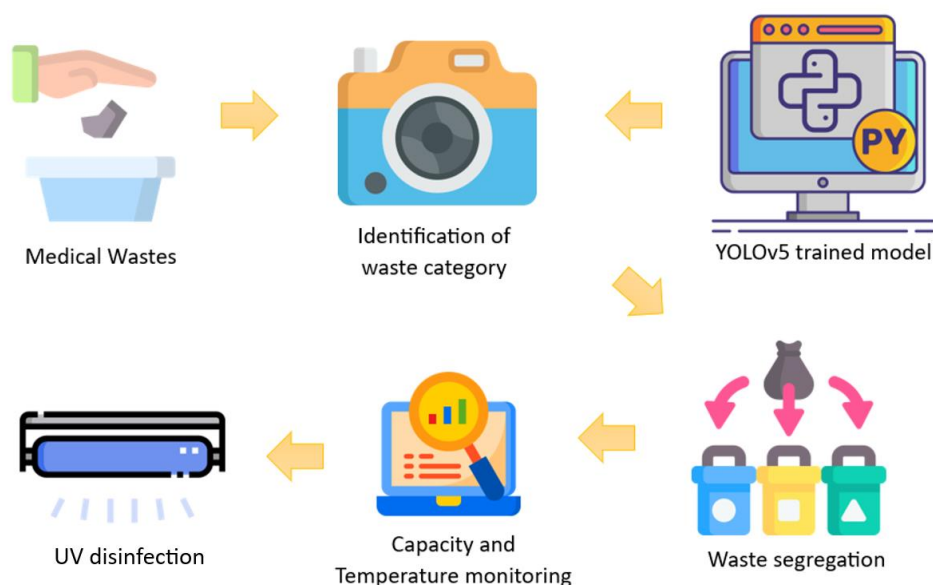 PY
Medical Wastes
Identification of
waste category
YOLOv5 trained model
UV disinfection
Capacity and
Temperature monitoring
Waste segregation